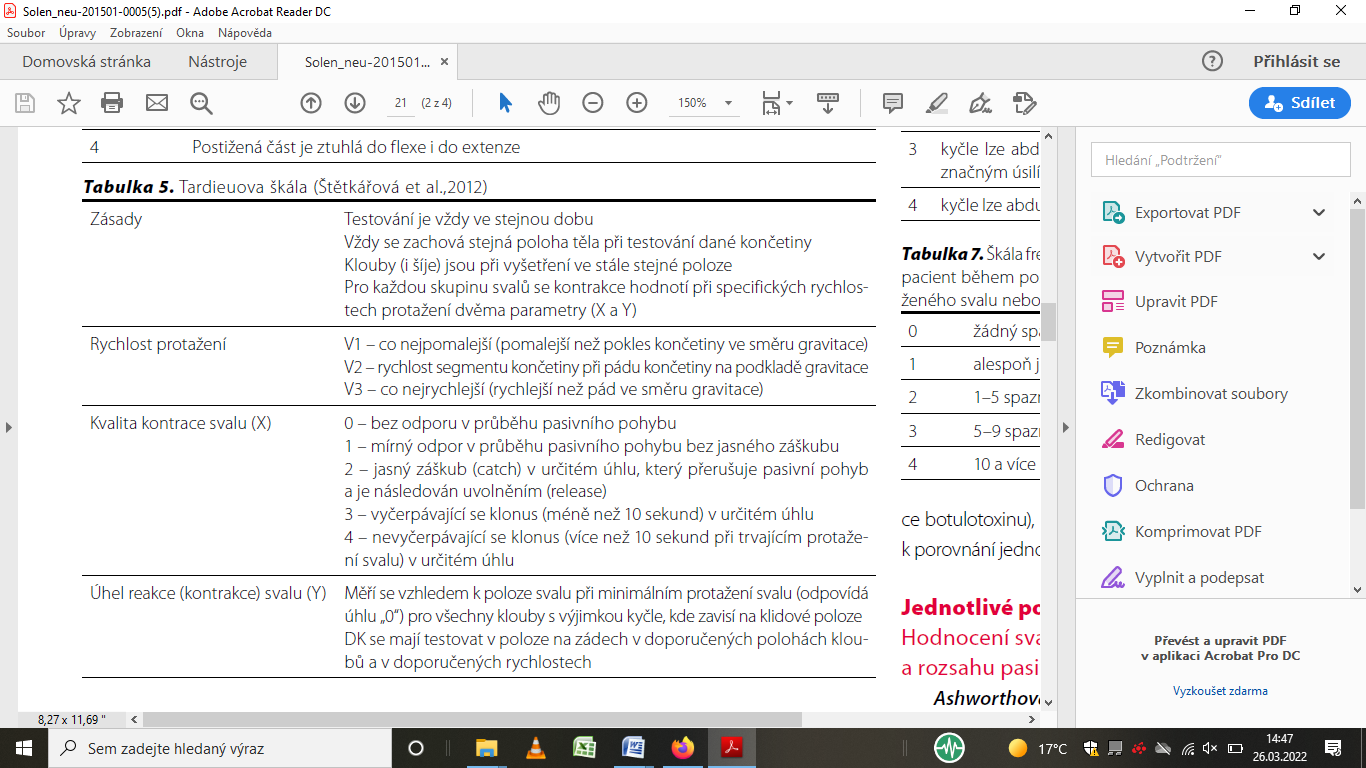 Solen_neu-201501-0005(5).pdf - Adobe Acrobat Reader DC
Soubor Úpravy Zobrazení Okna Nápověda
Domovská stránka Nástroje Solen_neu-201501... × Přihlásit se
21 (2 z 4) 150% Sdílet
4 Postižená část je ztuhlá do flexe i do extenze
Tabulka 5. Tardieuova škála (Štětkářová et al.,2012)
Zásady Testování je vždy ve stejnou dobu
Vždy se zachová stejná poloha těla při testování dané končetiny
Klouby (i šíje) jsou při vyšetření ve stále stejné poloze
Pro každou skupinu svalů se kontrakce hodnotí při specifických rychlos-
tech protažení dvěma parametry (X a Y)
Rychlost protažení V1 – co nejpomalejší (pomalejší než pokles končetiny ve směru gravitace)
V2 – rychlost segmentu končetiny při pádu končetiny na podkladě gravitace
V3 – co nejrychlejší (rychlejší než pád ve směru gravitace)
Kvalita kontrace svalu (X) 0 – bez odporu v průběhu pasivního pohybu
1 – mírný odpor v průběhu pasivního pohybu bez jasného záškubu
2 – jasný záškub (catch) v určitém úhlu, který přerušuje pasivní pohyb
a je následován uvolněním (release)
3 – vyčerpávající se klonus (méně než 10 sekund) v určitém úhlu
4 – nevyčerpávající se klonus (více než 10 sekund při trvajícím protaže-
ní svalu) v určitém úhlu
Úhel reakce (kontrakce) svalu (Y) Měří se vzhledem k poloze svalu při minimálním protažení svalu (odpovídá
úhlu „0“) pro všechny klouby s výjimkou kyčle, kde zavisí na klidové poloze
DK se mají testovat v poloze na zádech v doporučených polohách klou-
bů a v doporučených rychlostech
3 kyčle lze abd
značným úsilí
4 kyčle lze abdu
Tabulka 7. Škála fre
pacient během po
ženého svalu nebo
0 žádný spa
1 alespoň j
2 1–5 spazr
3 5–9 spazr
4 10 a více
ce botulotoxinu),
k porovnání jedno
Jednotlivé po
Hodnocení sva
a rozsahu pasi
Ashworthov
Hledání „Podtržení"
Exportovat PDF
Vytvořit PDF
Upravit PDF
Poznámka
Zkombinovat soubory
Redigovat
Ochrana
Komprimovat PDF
Vyplnit a podepsat
Převést a upravit PDF
v aplikaci Acrobat Pro DC
Vyzkoušet zdarma
8,27 x 11,69 "
Sem zadejte hledaný výraz
17°C
14:47
26.03.2022